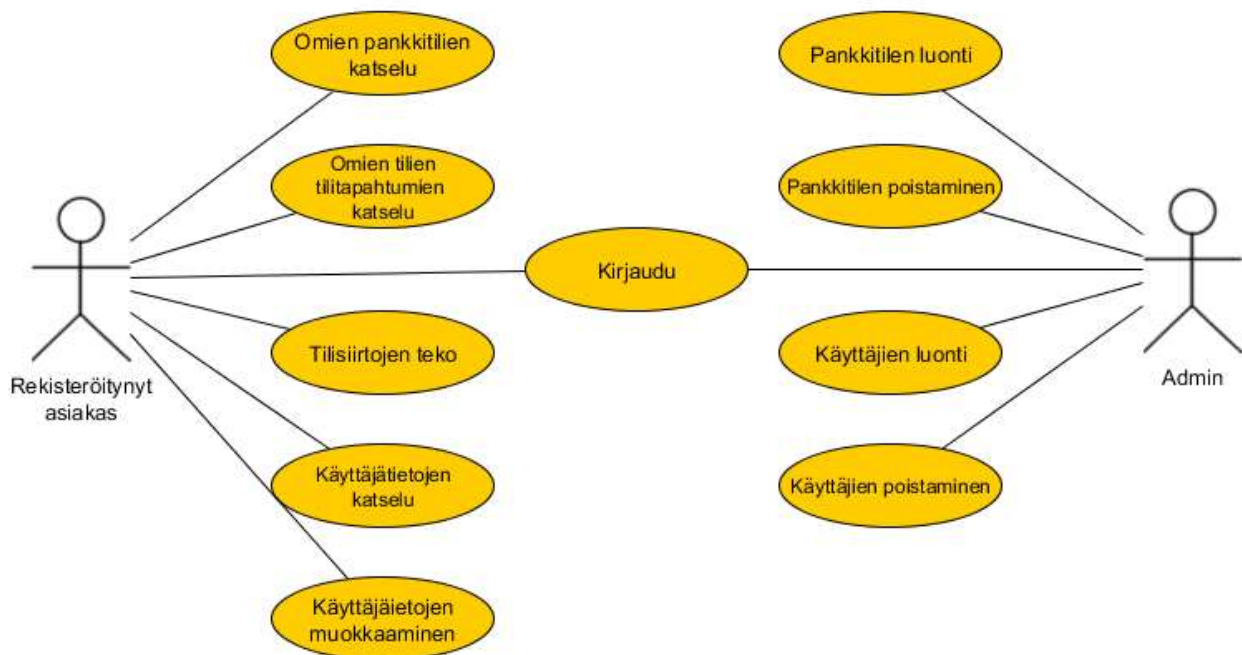 Omien pankkitilien
katselu
Pankkitilen luonti
Omien tilien
tilitapahtumien
katselu
Pankkitilen poistaminen
Kirjaudu
Tilisiirtojen teko
Käyttäjien luonti
Rekisteröitynyt
asiakas
Admin
Käyttäjätietojen
katselu
Käyttäjien poistaminen
Käyttäjäietojen
muokkaaminen